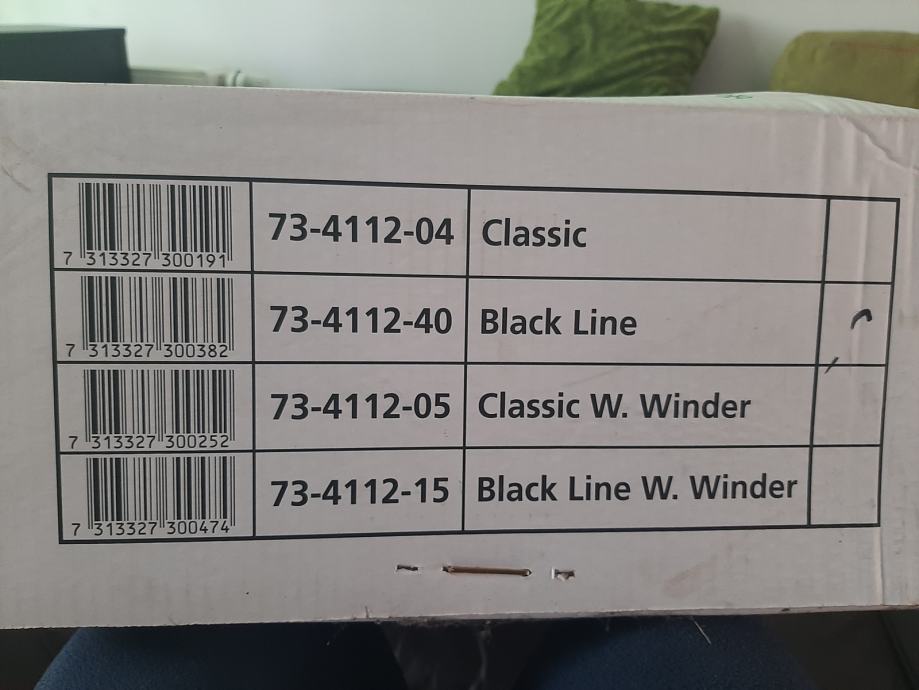 7 313327 300191 73-4112-04 Classic
7 313327 300382 73-4112-40 Black Line
7 313327 300252 73-4112-05 Classic W. Winder
7 313327 300474 73-4112-15 Black Line W. Winder